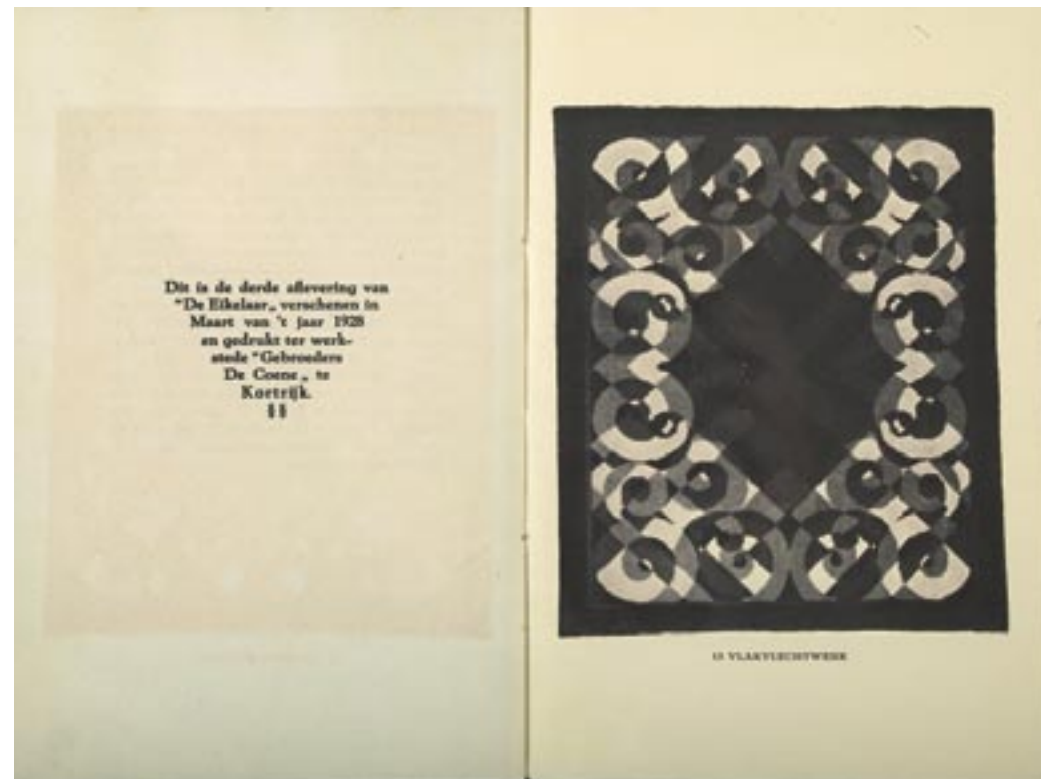 Dit is de derde aflevering van
“De Eikelaar„ verschenen in
Maart van 't jaar 1928
en gedrukt ter werk-
stede “Gebroeders
De Coene„ te
Kortrijk.
§ §
VLAKVLECHTWERK